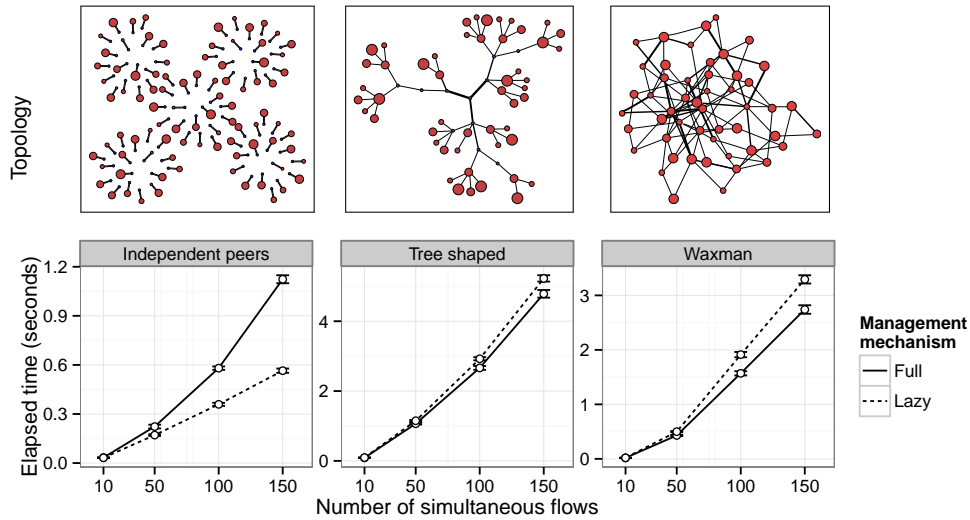 Topology
Independent peers
Tree shaped
Waxman
Elapsed time (seconds)
1.2
0.9
0.6
0.3
0.0
4
2
0
3
2
1
0
10 50 100 150
10 50 100 150
10 50 100 150
Number of simultaneous flows
Management
mechanism
Full
Lazy